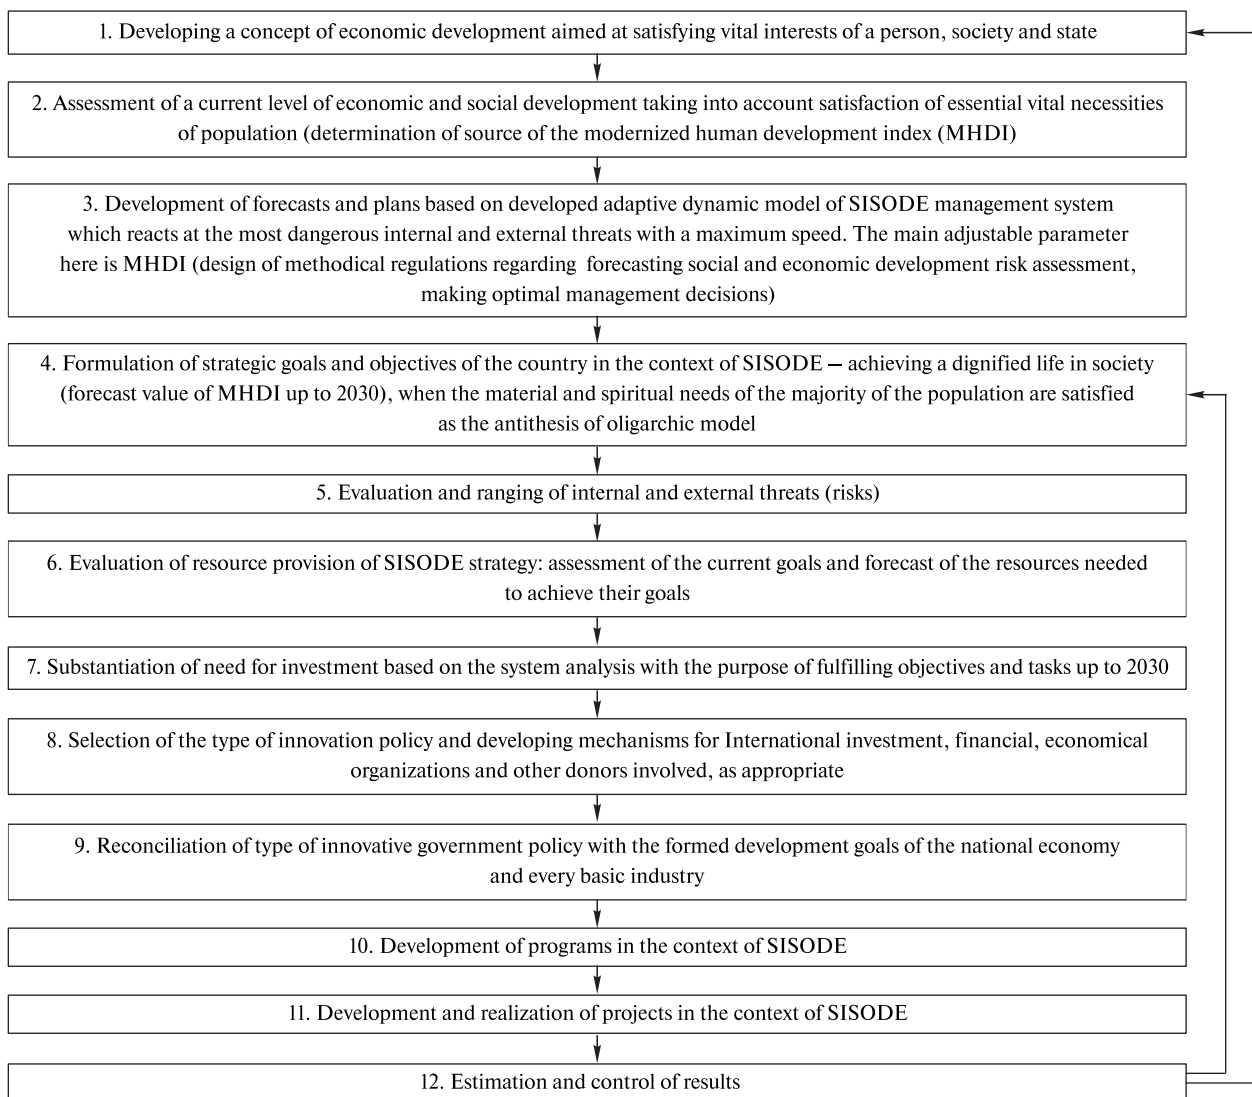 1. Developing a concept of economic development aimed at satisfying vital interests of a person, society and state
2. Assessment of a current level of economic and social development taking into account satisfaction of essential vital necessities
of population (determination of source of the modernized human development index (MHDI)
3. Development of forecasts and plans based on developed adaptive dynamic model of SISODE management system
which reacts at the most dangerous internal and external threats with a maximum speed. The main adjustable parameter
here is MHDI (design of methodical regulations regarding forecasting social and economic development risk assessment,
making optimal management decisions)
4. Formulation of strategic goals and objectives of the country in the context of SISODE – achieving a dignified life in society
(forecast value of MHDI up to 2030), when the material and spiritual needs of the majority of the population are satisfied
as the antithesis of oligarchic model
5. Evaluation and ranging of internal and external threats (risks)
6. Evaluation of resource provision of SISODE strategy: assessment of the current goals and forecast of the resources needed
to achieve their goals
7. Substantiation of need for investment based on the system analysis with the purpose of fulfilling objectives and tasks up to 2030
8. Selection of the type of innovation policy and developing mechanisms for International investment, financial, economical
organizations and other donors involved, as appropriate
9. Reconciliation of type of innovative government policy with the formed development goals of the national economy
and every basic industry
10. Development of programs in the context of SISODE
11. Development and realization of projects in the context of SISODE
12. Estimation and control of results